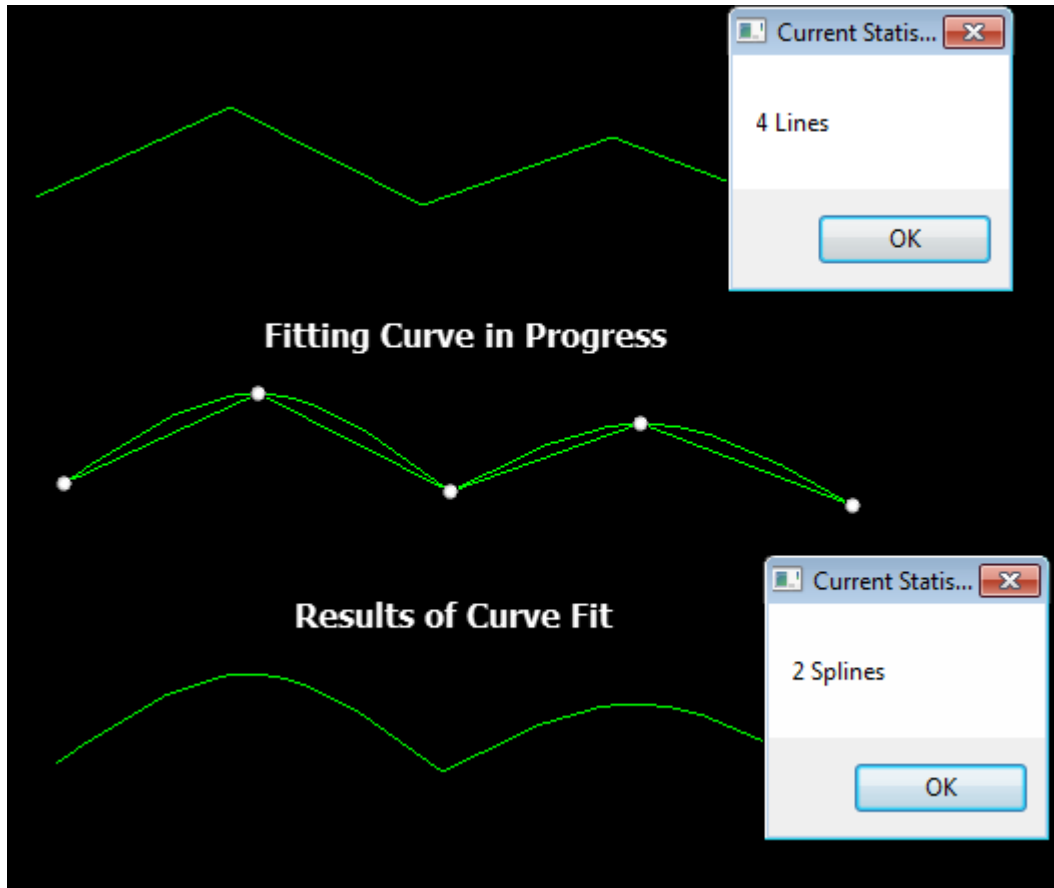 Current Statis...
4 Lines
OK
Fitting Curve in Progress
Results of Curve Fit
Current Statis...
2 Splines
OK